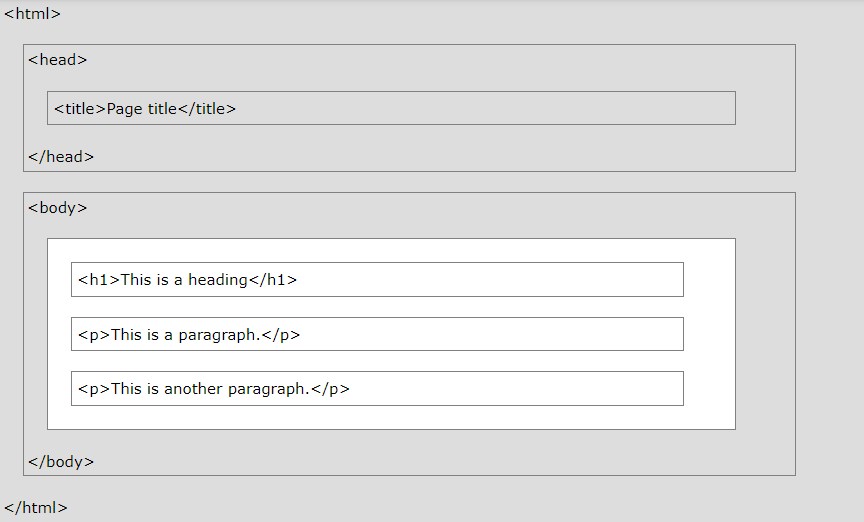 <html>
<head>
<title>Page title</title>
</head>
<body>
<h1>This is a heading</h1>
<p>This is a paragraph.</p>
<p>This is another paragraph.</p>
</body>
</html>